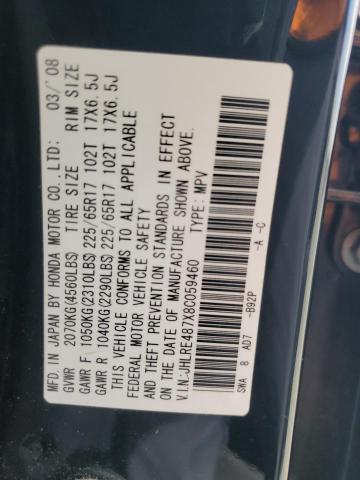 MFD. IN JAPAN BY HONDA MOTOR CO., LTD: 03/'08
GVWR 2070KG(4560LBS) TIRE SIZE RIM SIZE
GAWR F 1050KG(2310LBS) 225/65R17 102T 17X6.5J
GAWR R 1040KG(2290LBS) 225/65R17 102T 17X6.5J
THIS VEHICLE CONFORMS TO ALL APPLICABLE
FEDERAL MOTOR VEHICLE SAFETY
AND THEFT PREVENTION STANDARDS IN EFFECT
ON THE DATE OF MANUFACTURE SHOWN ABOVE.
V.I.N.:JHLRE487X8C059460 TYPE: MPV
SWA 8 AD7 -B92P -A -C